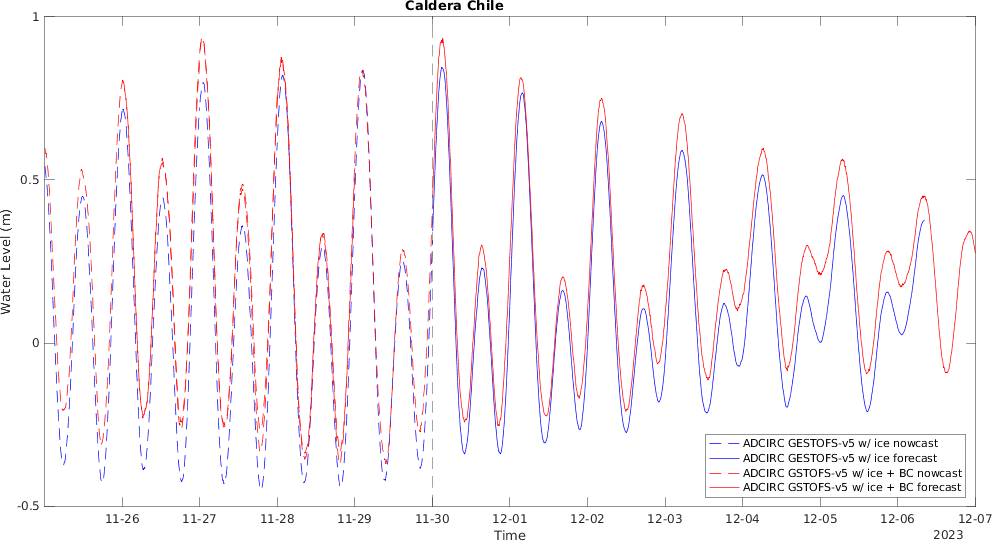 Caldera Chile
1
0.5
0
-0.5
Water Level (m)
11-26 11-27 11-28 11-29 11-30 12-01 12-02 12-03 12-04 12-05 12-06 12-07
Time
2023
ADCIRC GESTOFS-v5 w/ ice nowcast
ADCIRC GESTOFS-v5 w/ ice forecast
ADCIRC GSTOFS-v5 w/ ice + BC nowcast
ADCIRC GSTOFS-v5 w/ ice + BC forecast